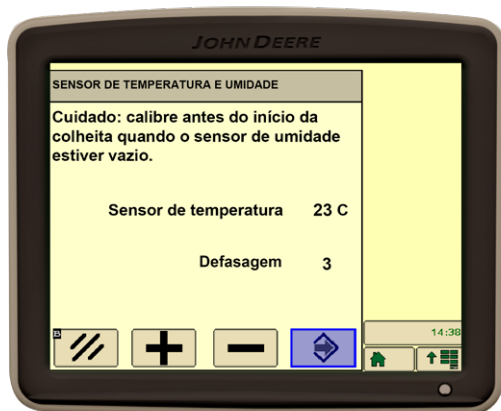 JOHN DEERE
SENSOR DE TEMPERATURA E UMIDADE
Cuidado: calibre antes do início da
colheita quando o sensor de umidade
estiver vazio.
Sensor de temperatura 23 C
Defasagem 3
B
14:38